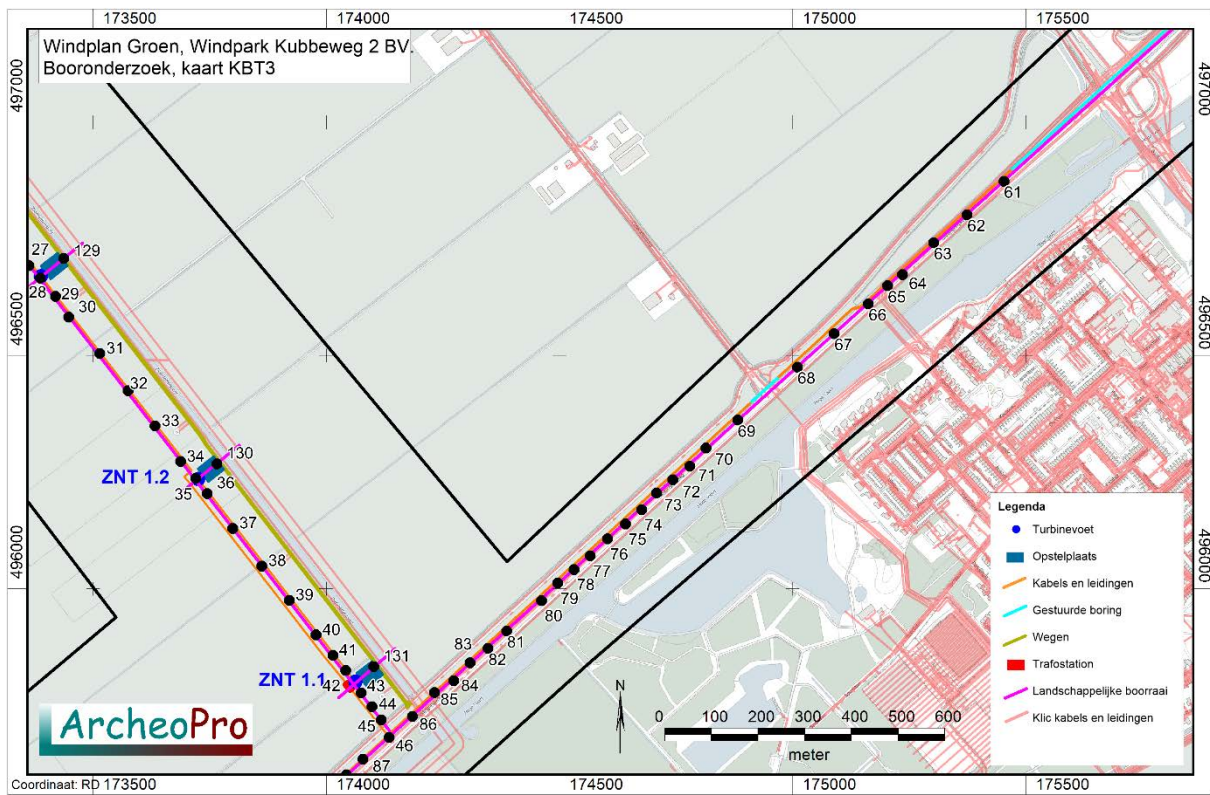 173500 174000 174500 175000 175500
Windplan Groen, Windpark Kubbeweg 2 BV.
Booronderzoek, kaart KBT3
497000
497000
496500
496500
496000
496000
27
129
28
29
30
31
32
33
34
130
ZNT 1.2
35
36
37
38
39
40
41
131
ZNT 1.1
42
43
44
45
46
87
86
85
84
83
82
81
80
79
78
77
76
75
74
73
72
71
70
69
68
67
66
65
64
63
62
61
Legenda
Turbinevoet
Opstelplaats
Kabels en leidingen
Gestuurde boring
Wegen
Trafostation
Landschappelijke boorraai
Klic kabels en leidingen
N
0 100 200 300 400 500 600
meter
ArcheoPro
Coordinaat: RD
173500 174000 174500 175000 175500